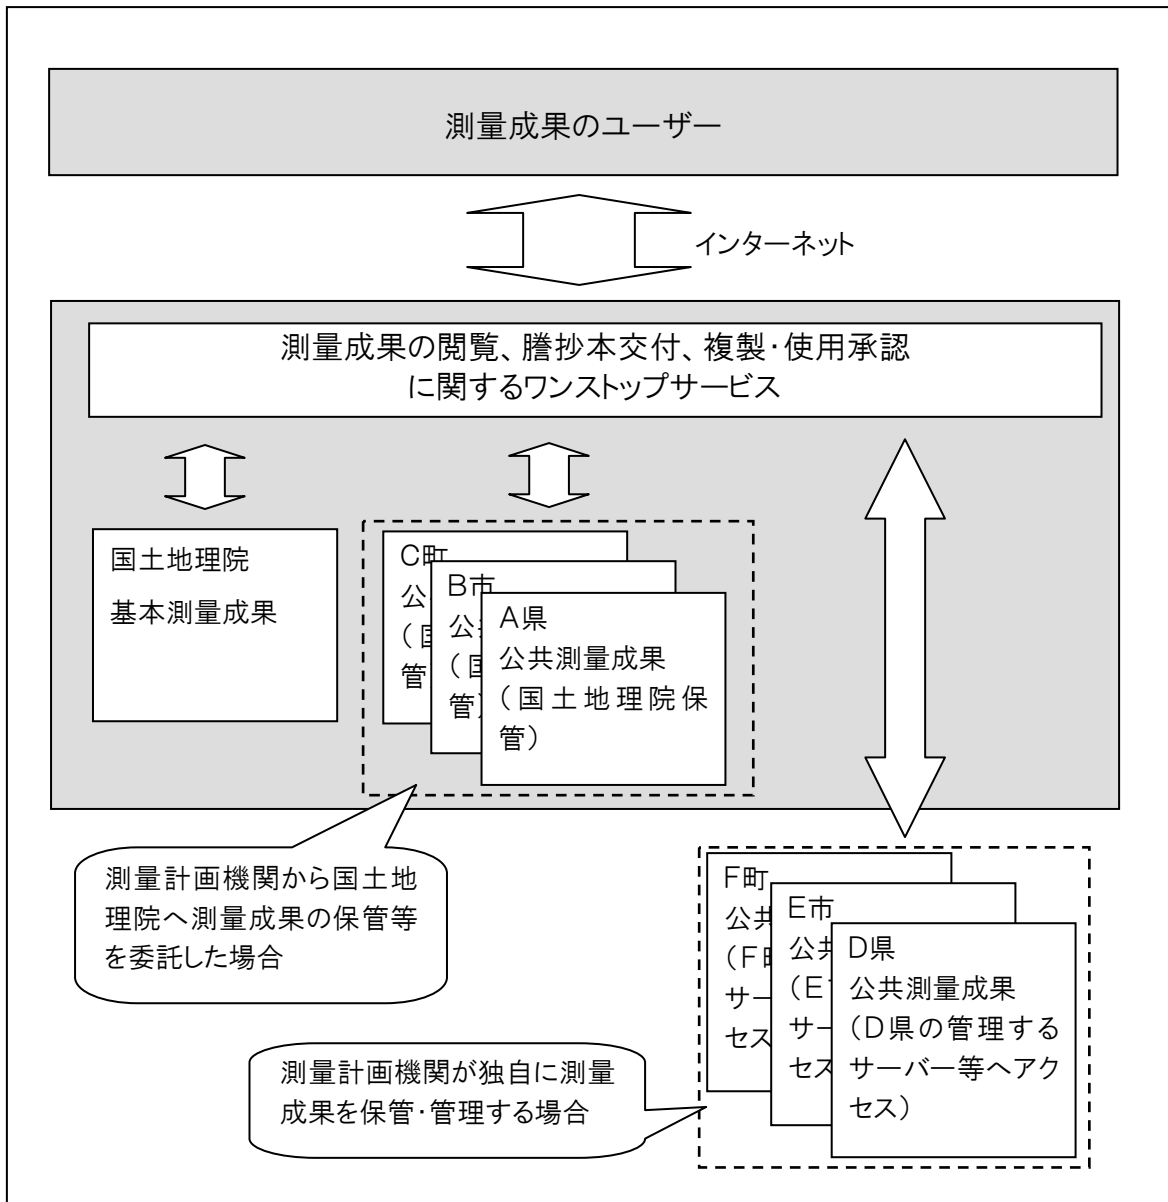 測量成果のユーザー
インターネット
測量成果の閲覧、謄抄本交付、複製・使用承認
に関するワンストップサービス
国土地理院
基本測量成果
C町
公
(国
管
B市
公共
(国
管)
A県
公共測量成果
(国土地理院保
管)
測量計画機関から国土地
理院へ測量成果の保管等
を委託した場合
F町
公共
(F町
サー
セス
E市
公共
(E市
サー
セス
D県
公共測量成果
(D県の管理する
サーバー等へアク
セス)
測量計画機関が独自に測量
成果を保管・管理する場合